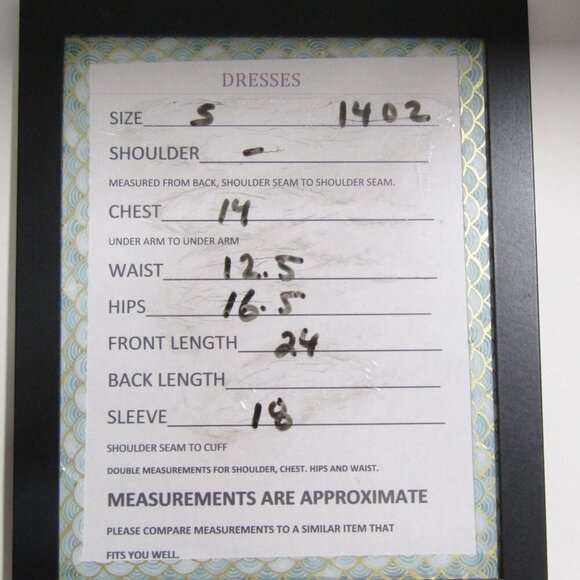 DRESSES
SIZE S 1402
SHOULDER -
MEASURED FROM BACK, SHOULDER SEAM TO SHOULDER SEAM.
CHEST 14
UNDER ARM TO UNDER ARM
WAIST 12.5
HIPS 16.5
FRONT LENGTH 24
BACK LENGTH
SLEEVE 18
SHOULDER SEAM TO CUFF
DOUBLE MEASUREMENTS FOR SHOULDER, CHEST. HIPS AND WAIST.
MEASUREMENTS ARE APPROXIMATE
PLEASE COMPARE MEASUREMENTS TO A SIMILAR ITEM THAT
FITS YOU WELL.